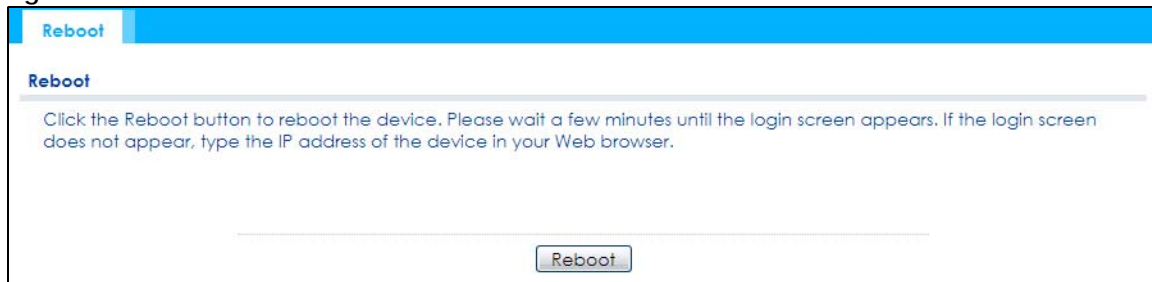 Reboot
Reboot
Click the Reboot button to reboot the device. Please wait a few minutes until the login screen appears. If the login screen
does not appear, type the IP address of the device in your Web browser.
Reboot